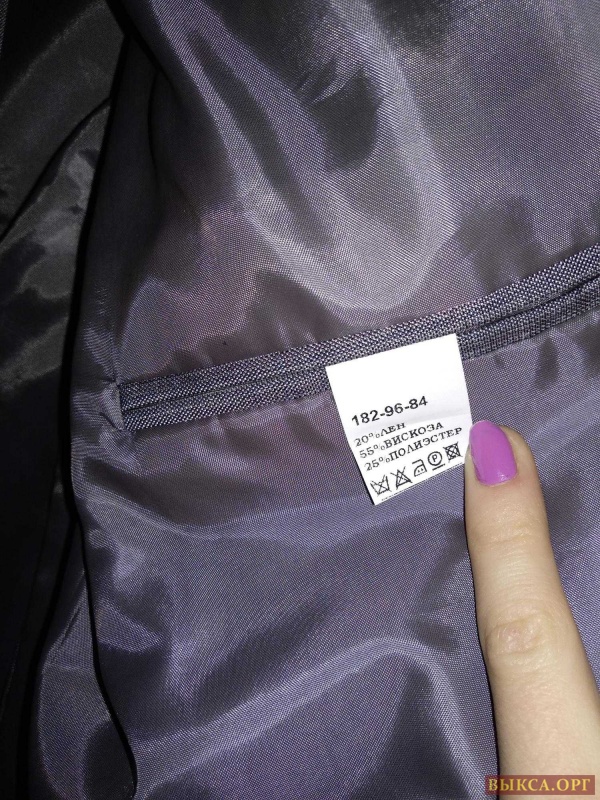 182-96-84
20% ЛЕН
55% ВИСКОЗА
25% ПОЛИЭСТЕР
ВЫКСА.ОРГ